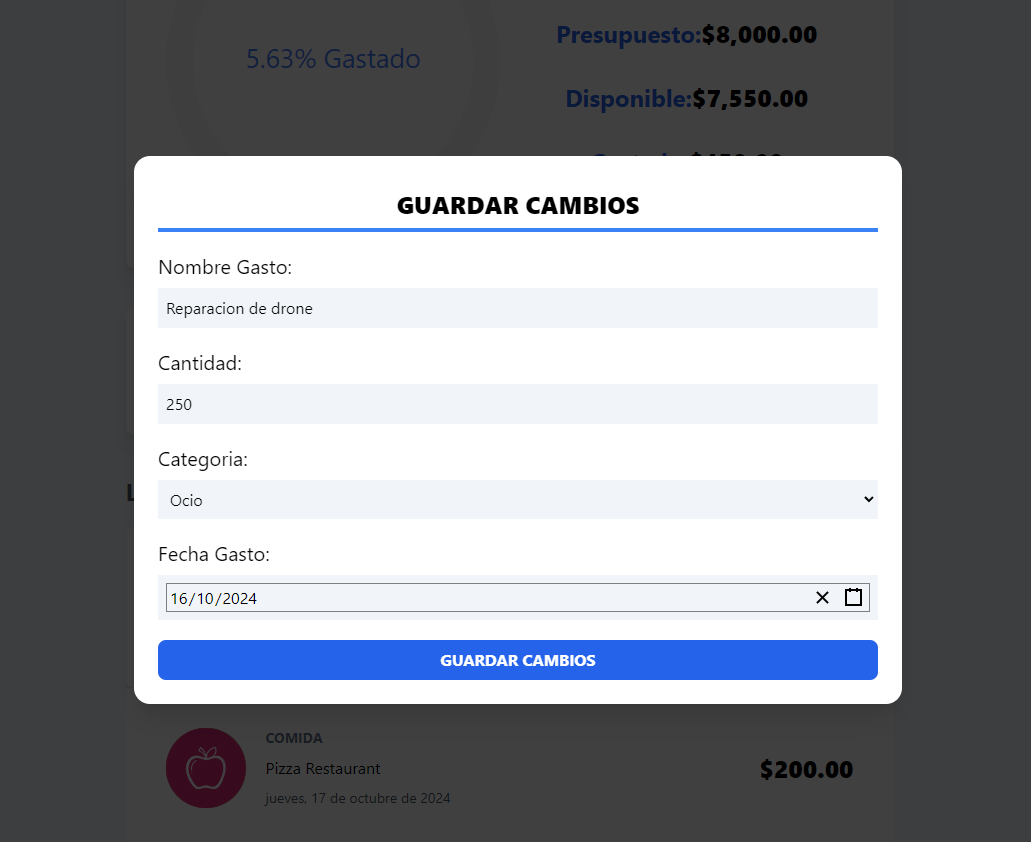 5.63% Gastado
Presupuesto:$8,000.00
Disponible:$7,550.00
GUARDAR CAMBIOS
Nombre Gasto:
Reparacion de drone
Cantidad:
250
Categoria:
Ocio
Fecha Gasto:
16/10/2024
GUARDAR CAMBIOS
COMIDA
Pizza Restaurant
jueves, 17 de octubre de 2024
$200.00